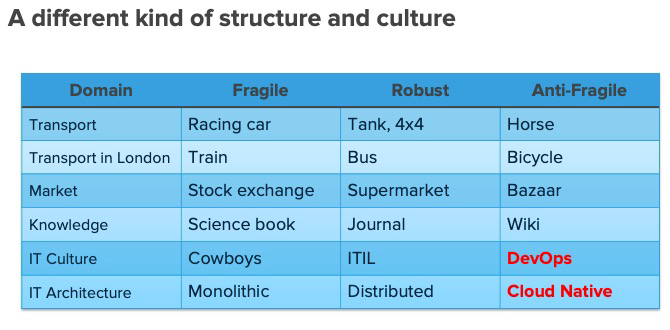 A different kind of structure and culture
Domain Fragile Robust Anti-Fragile
Transport Racing car Tank, 4x4 Horse
Transport in London Train Bus Bicycle
Market Stock exchange Supermarket Bazaar
Knowledge Science book Journal Wiki
IT Culture Cowboys ITIL DevOps
IT Architecture Monolithic Distributed Cloud Native